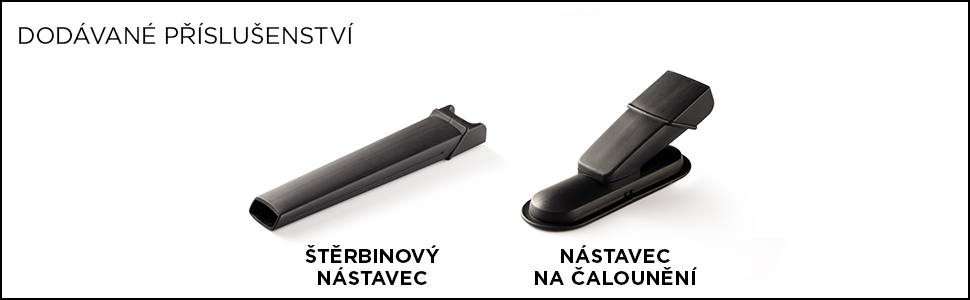 DODÁVANÉ PŘÍSLUŠENSTVÍ
ŠTĚRBINOVÝ
NÁSTAVEC
NÁSTAVEC
NA ČALOUNĚNÍ